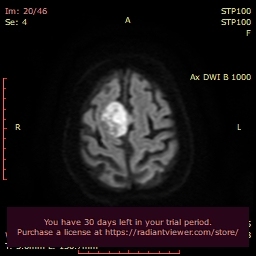 Im: 20/46
STP100
Se: 4
A
STP100
F
Ax DWI B 1000
R
L
You have 30 days left in your trial period.
Purchase a license at https://radiantviewer.com/store/